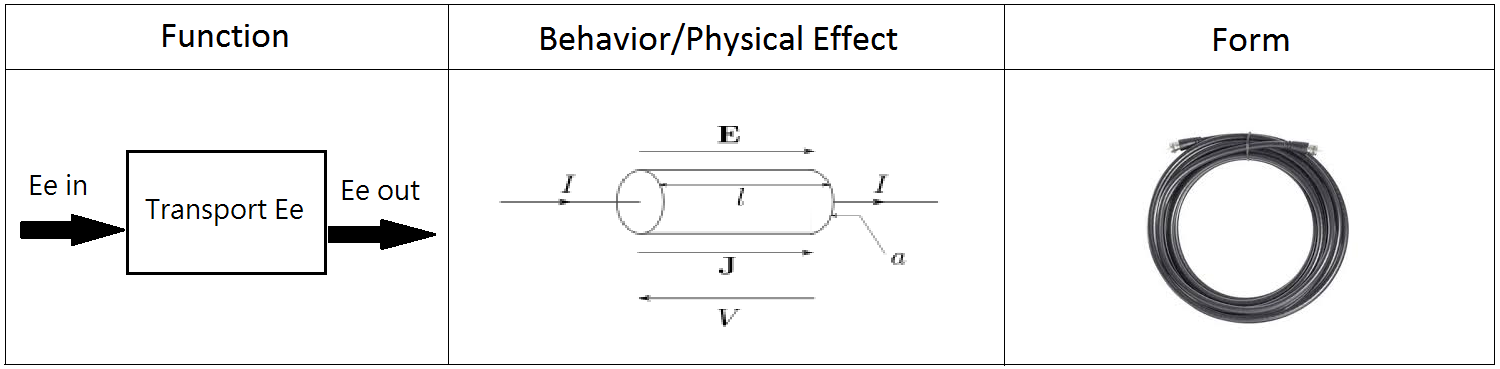 Function
Behavior/Physical Effect
Form
Ee in
Transport Ee
Ee out
E
I
l
I
J
a
V